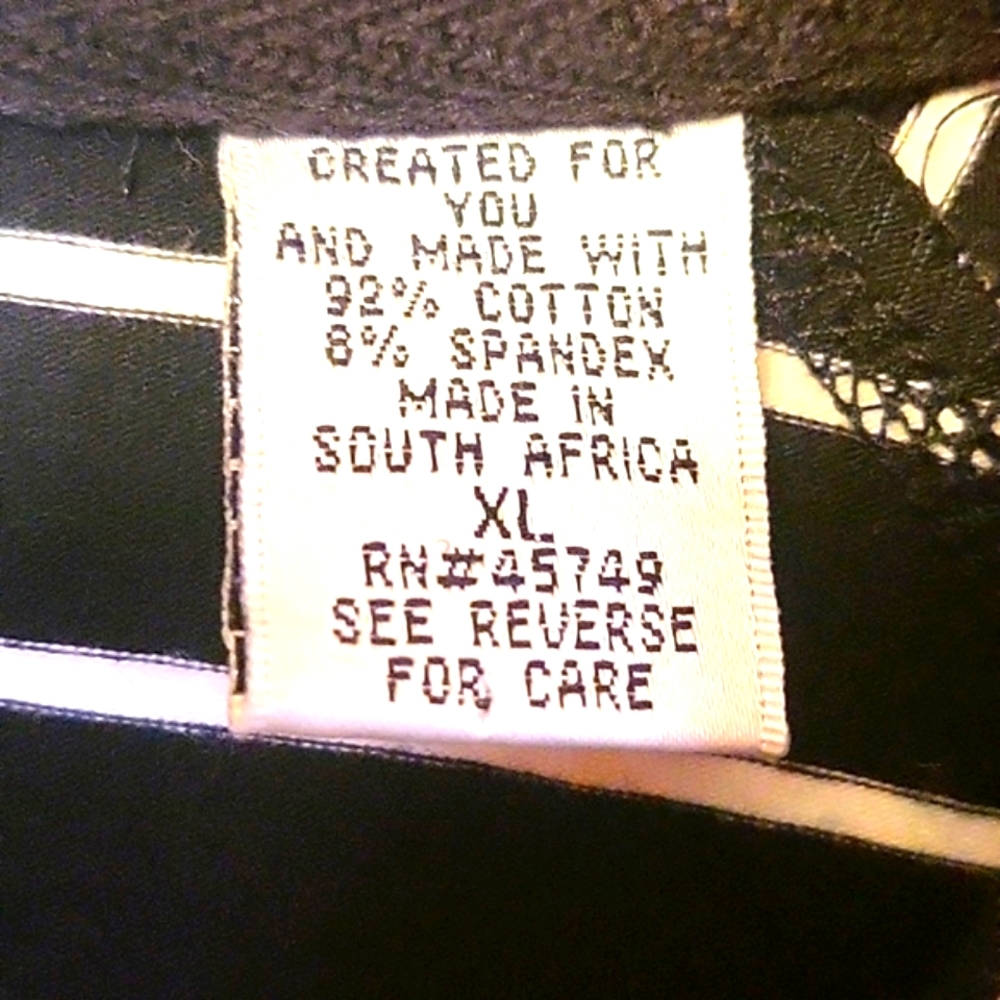 CREATED FOR
YOU
AND MADE WITH
92% COTTON
8% SPANDEX
MADE IN
SOUTH AFRICA
XL
RN#45749
SEE REVERSE
FOR CARE